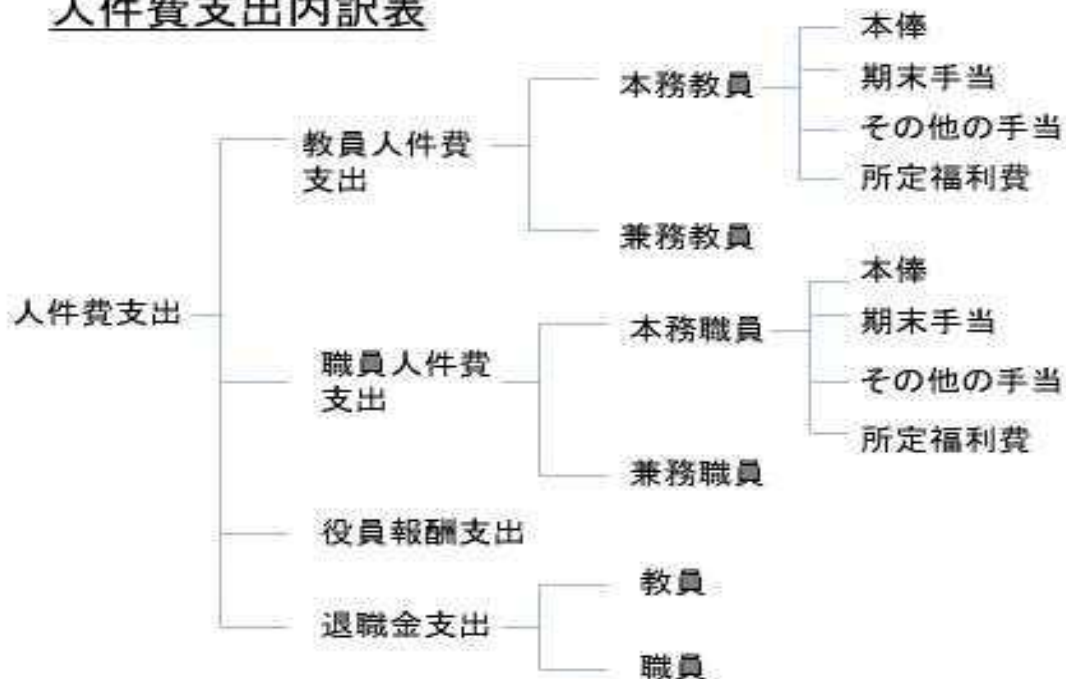 人件費支出内訳表
本俸
期末手当
その他の手当
所定福利費
本務教員
教員人件費
支出
兼務教員
人件費支出
本俸
期末手当
その他の手当
所定福利費
本務職員
職員人件費
支出
兼務職員
役員報酬支出
退職金支出
教員
職員